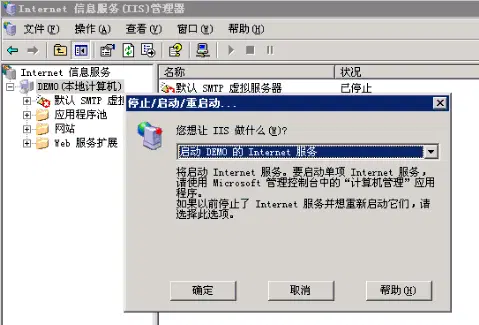 Internet 信息服务(IIS)管理器
文件(F) 操作(A) 查看(V) 窗口(W) 帮助(H)
Internet 信息服务
DEMO(本地计算机)
默认 SMTP 虚拟
应用程序池
网站
Web 服务扩展
名称 状况
默认 SMTP 虚拟服务器 已停止
停止/启动/重启动...
您想让 IIS 做什么(W)?
启动 DEMO 的 Internet 服务
将启动 Internet 服务。要启动单项 Internet 服务，
请使用 Microsoft 管理控制台中的“计算机管理”应用
程序。
如果以前停止了 Internet 服务并想重新启动它们，请
选择此选项。
确定 取消 帮助(H)